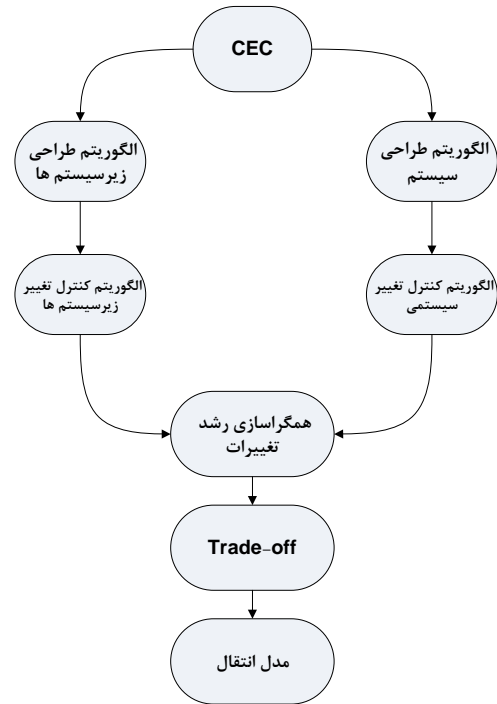 CEC
الگوریتم طراحی
سیستم
الگوریتم طراحی
زیرسیستم ها
الگوریتم کنترل تغییر
سیستمی
الگوریتم کنترل تغییر
زیرسیستم ها
همگراسازی رشد
تغییرات
Trade-off
مدل انتقال